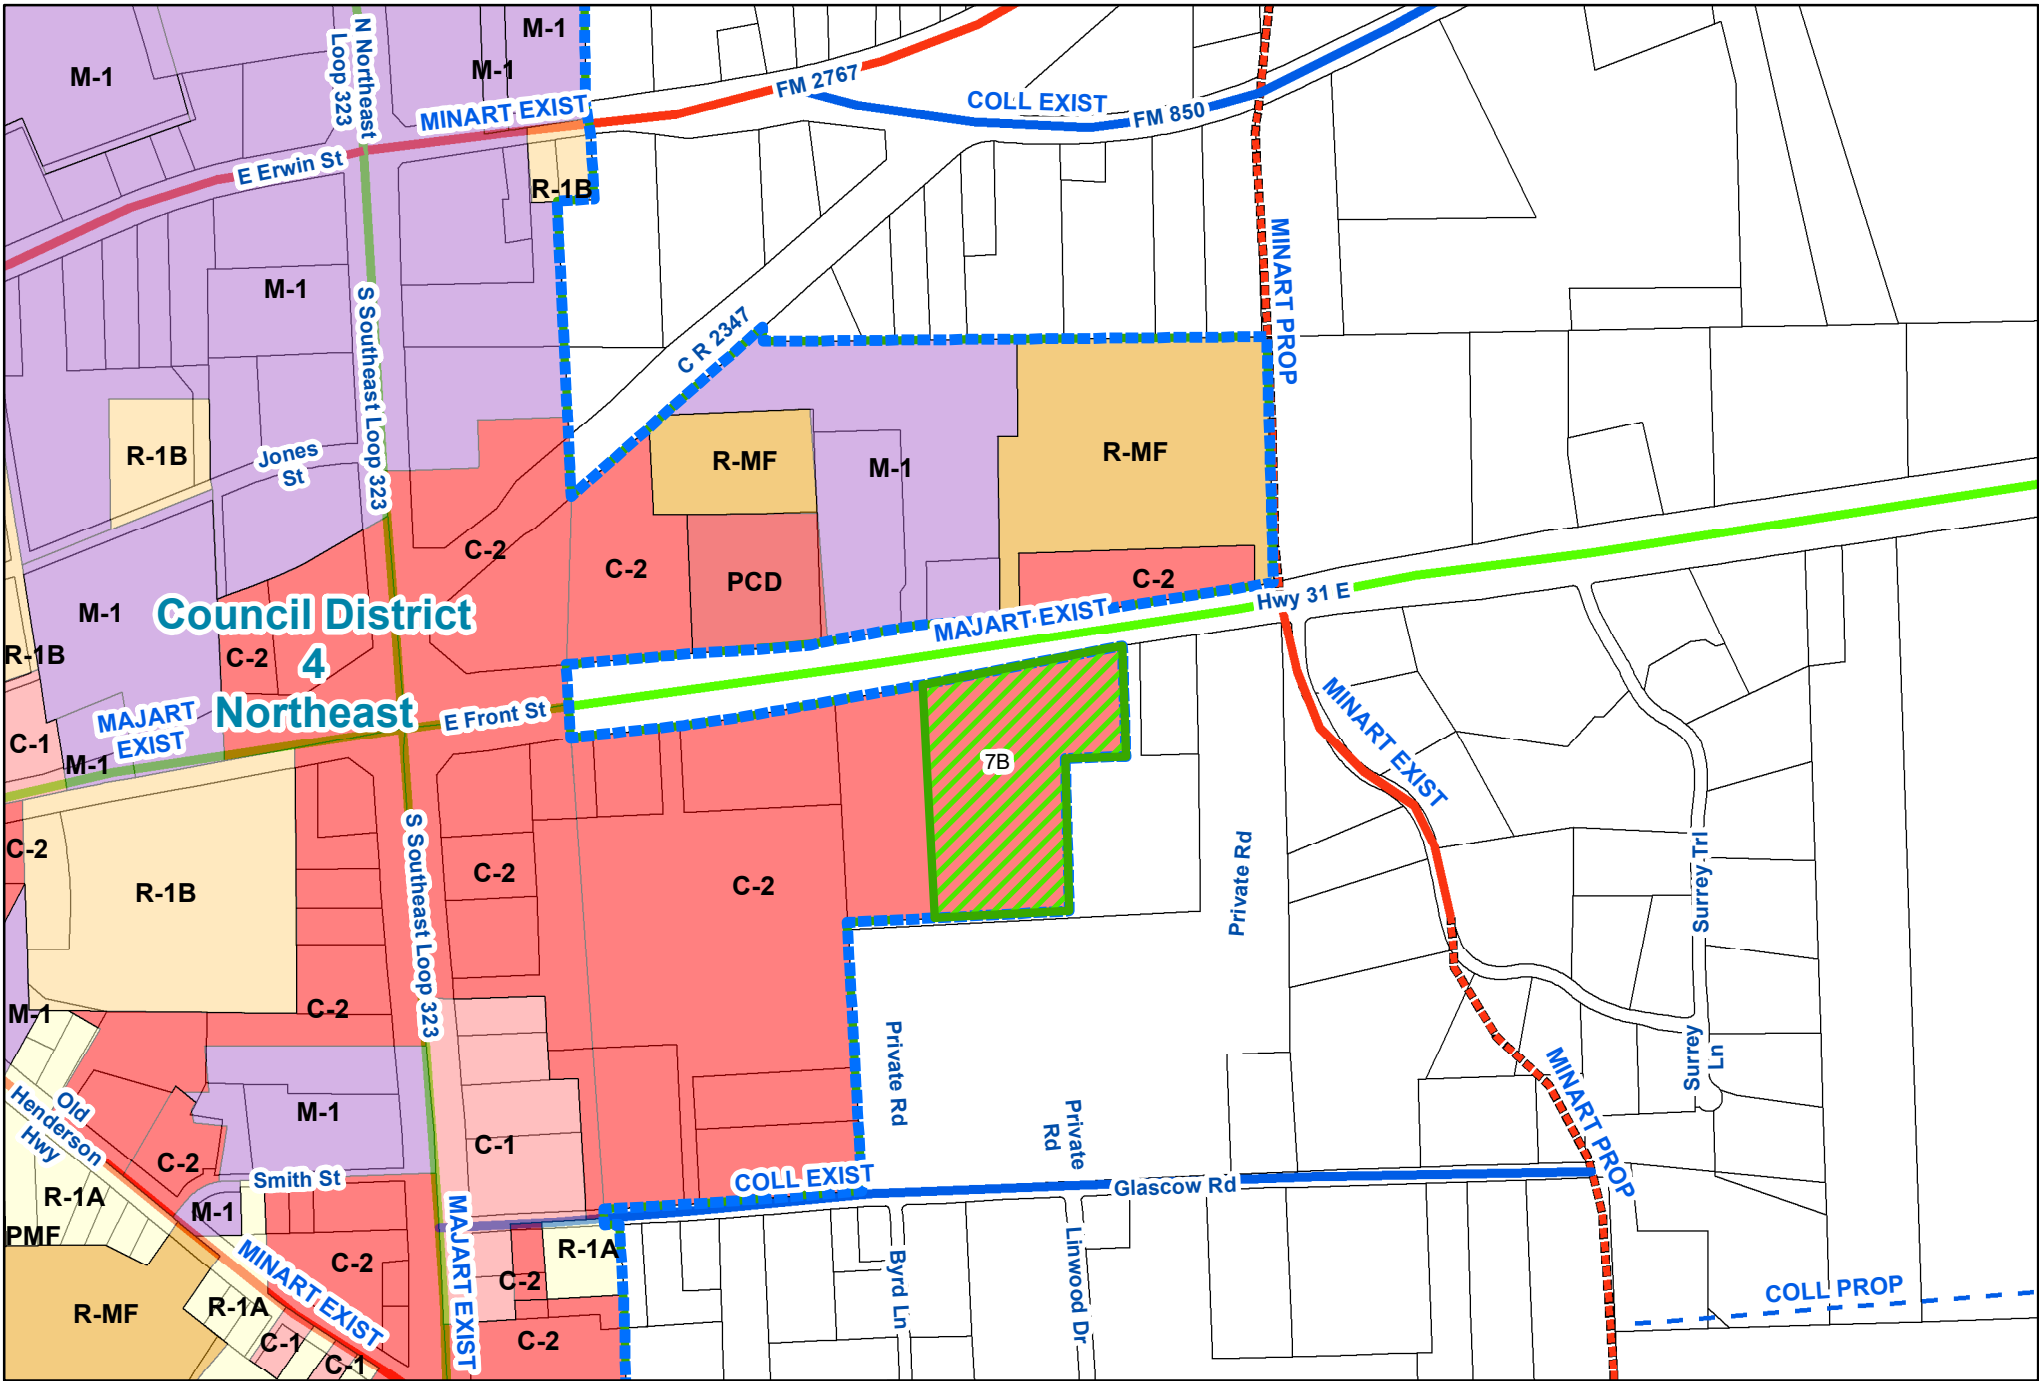 M-1
N Northeast
Loop 323
M-1
M-1
MINART EXIST
FM 2767
COLL EXIST
FM 850
E Erwin St
R-1B
MINART PROP
M-1
S Southeast Loop 323
C R 2347
R-1B
Jones
St
R-MF
M-1
R-MF
C-2
C-2
PCD
C-2
M-1
Council District
4
Northeast
MAJART EXIST
Hwy 31 E
R-1B
C-2
MAJART
EXIST
E Front St
C-1
M-1
7B
MINART EXIST
C-2
R-1B
S Southeast Loop 323
C-2
C-2
Private Rd
Surrey Trl
M-1
C-2
Private Rd
Surrey
Ln
Old
Henderson
Hwy
M-1
C-1
Private
Rd
MINART PROP
C-2
Smith St
COLL EXIST
Glascow Rd
R-1A
M-1
PMF
MINART EXIST
C-2
MAJART EXIST
R-1A
C-2
Byrd Ln
Linwood Dr
COLL PROP
R-MF
R-1A
C-1
C-1
C-2